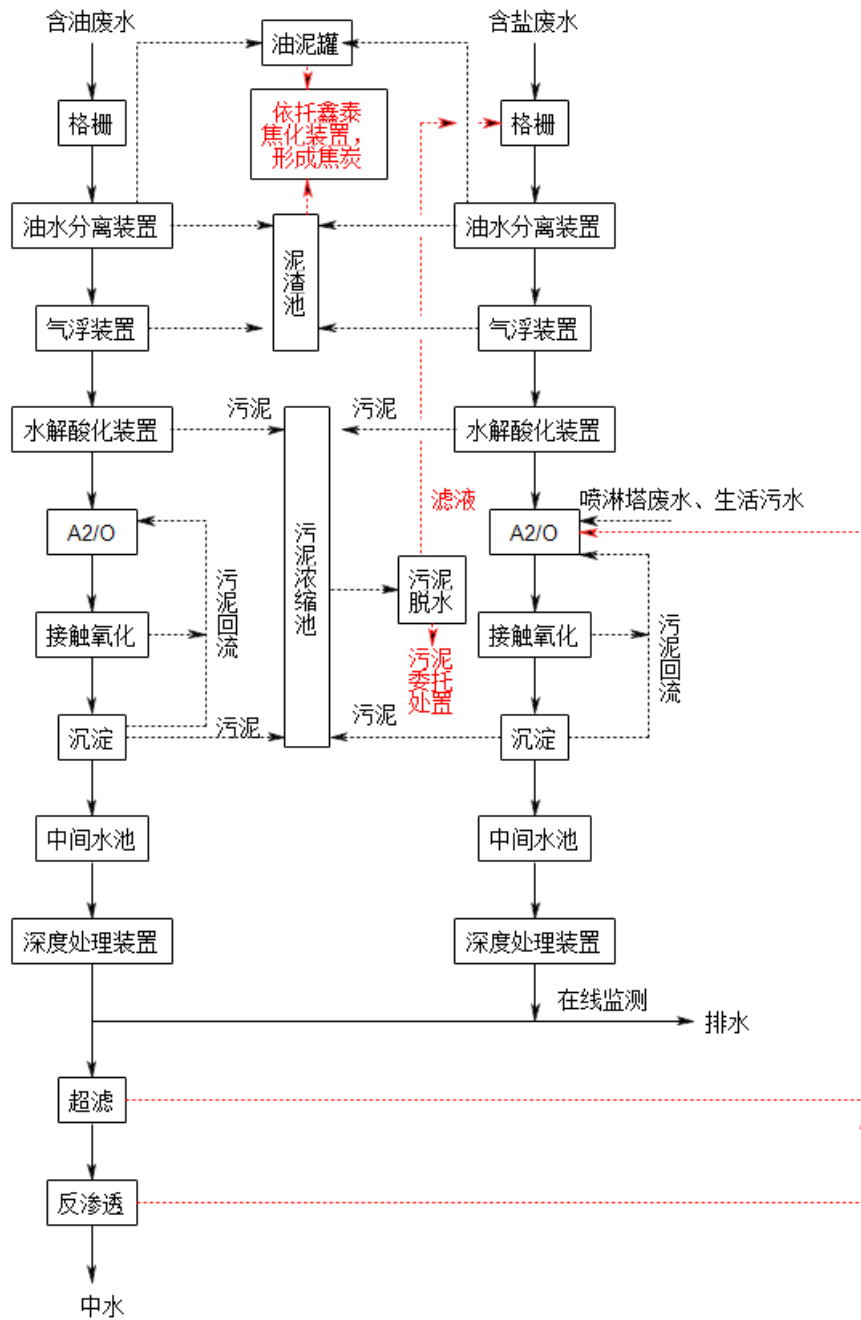 含油废水
油泥罐
含盐废水
格栅
依托鑫泰
焦化装置，
形成焦炭
格栅
油水分离装置
泥渣池
油水分离装置
气浮装置
气浮装置
水解酸化装置
污泥
污泥浓缩池
污泥
水解酸化装置
滤液
喷淋塔废水、生活污水
A2/O
A2/O
污泥回流
污泥
脱水
接触氧化
接触氧化
污泥回流
污泥
委托
处置
沉淀
污泥
污泥
沉淀
中间水池
中间水池
深度处理装置
深度处理装置
在线监测
排水
超滤
反渗透
中水